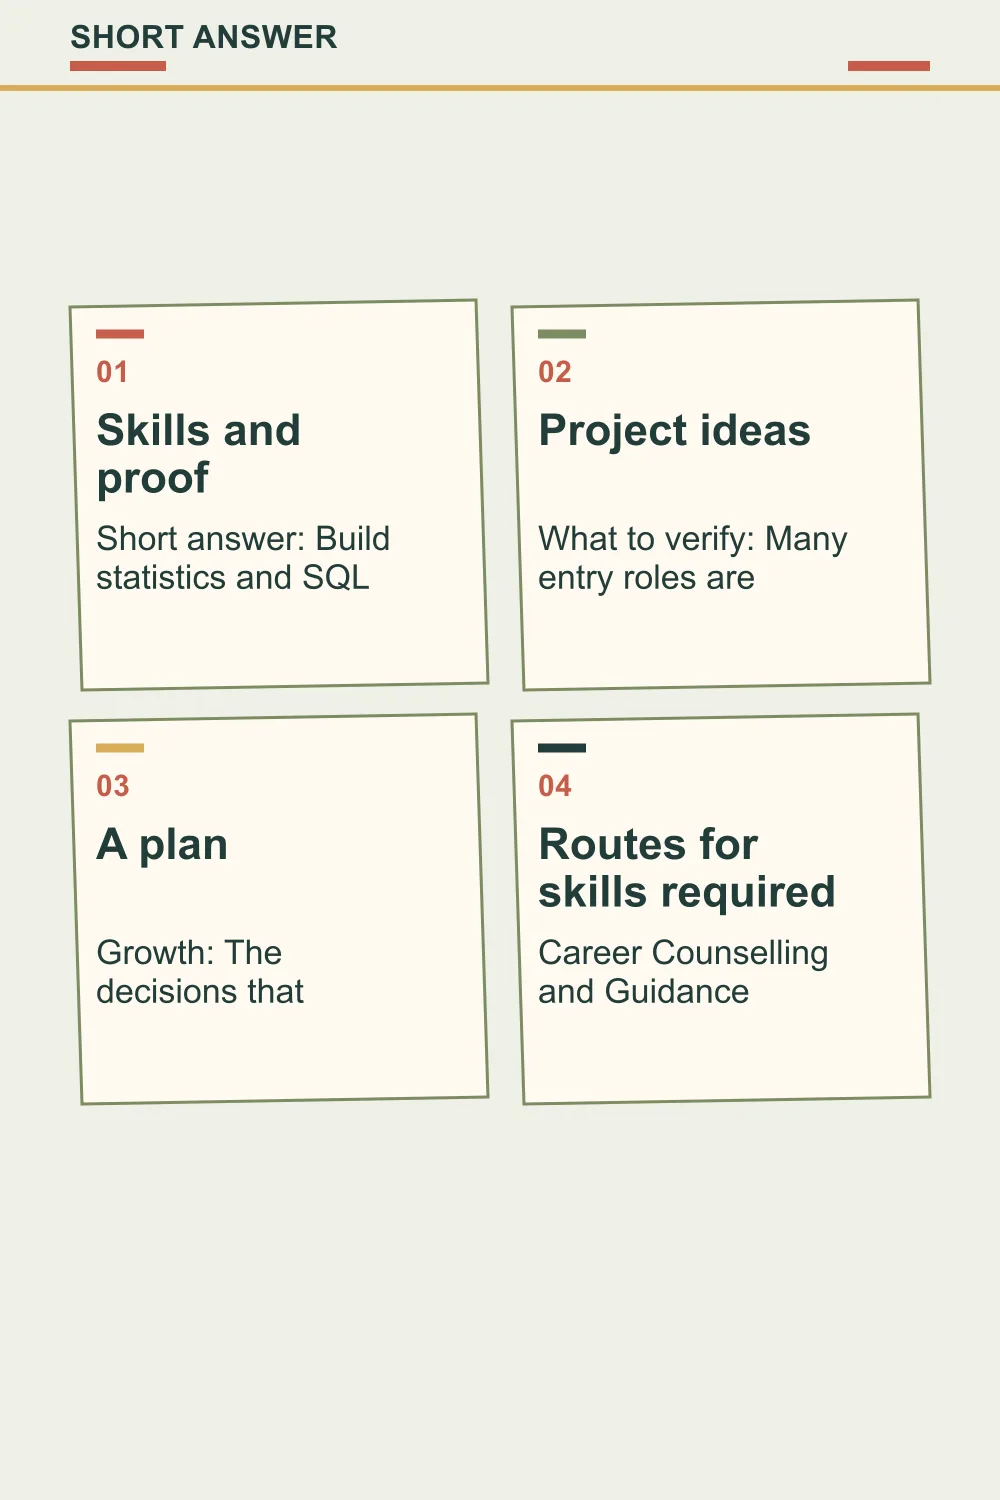 SHORT ANSWER
01
Skills and
proof
Short answer: Build
statistics and SQL
02
Project ideas
What to verify: Many
entry roles are
03
A plan
Growth: The
decisions that
04
Routes for
skills required
Career Counselling
and Guidance